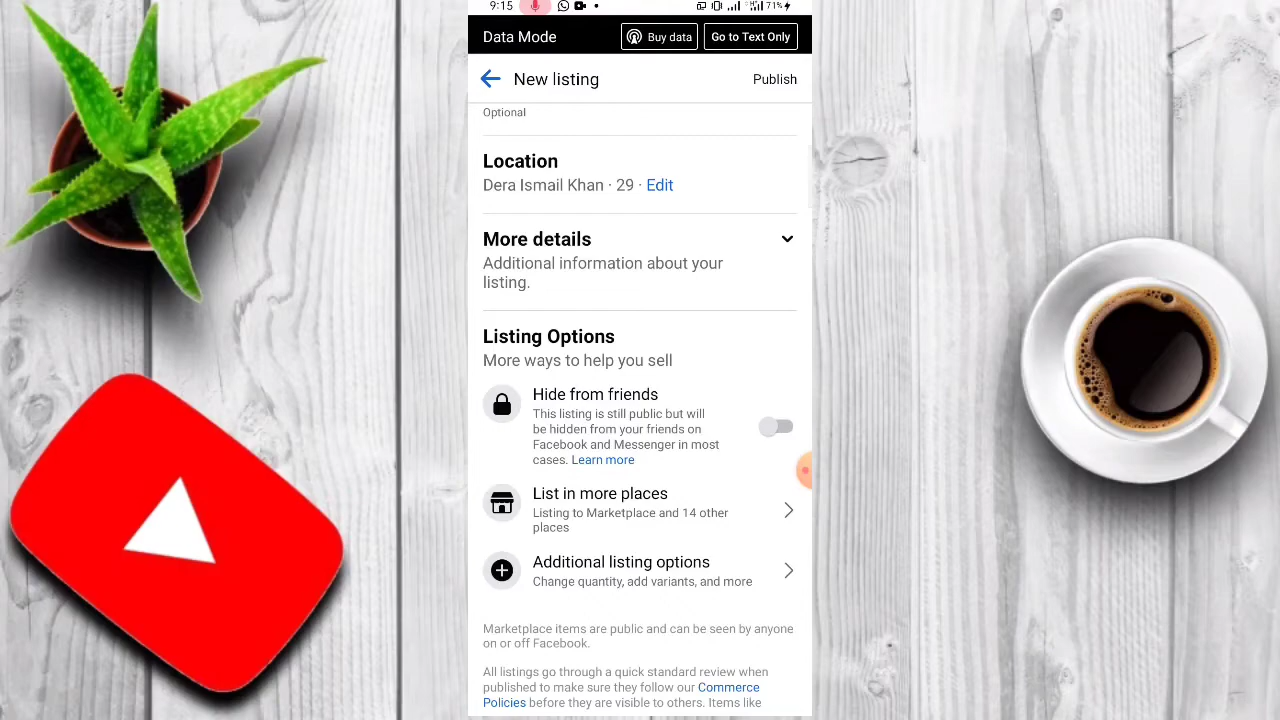 9:15 71%
Data Mode Buy data Go to Text Only
New listing Publish
Optional
Location
Dera Ismail Khan · 29 · Edit
More details
Additional information about your
listing.
Listing Options
More ways to help you sell
Hide from friends
This listing is still public but will
be hidden from your friends on
Facebook and Messenger in most
cases. Learn more
List in more places
Listing to Marketplace and 14 other
places
Additional listing options
Change quantity, add variants, and more
Marketplace items are public and can be seen by anyone
on or off Facebook.
All listings go through a quick standard review when
published to make sure they follow our Commerce
Policies before they are visible to others. Items like